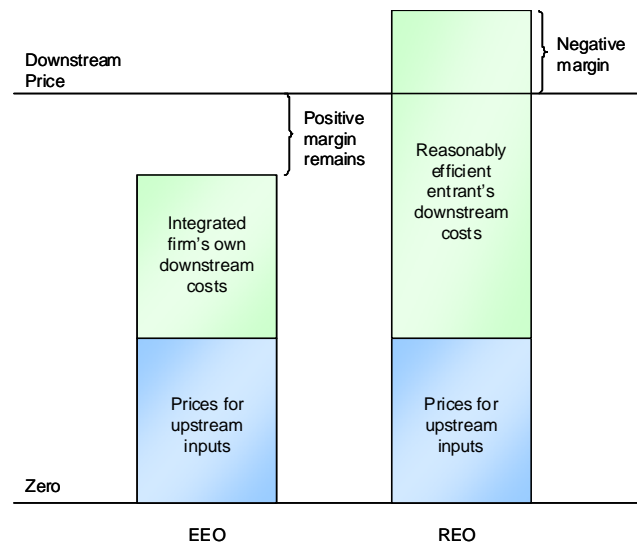 Downstream
Price
Negative
margin
Positive
margin
remains
Reasonably
efficient
entrant's
downstream
costs
Integrated
firm's own
downstream
costs
Prices for
upstream
inputs
Prices for
upstream
inputs
Zero
EEO
REO